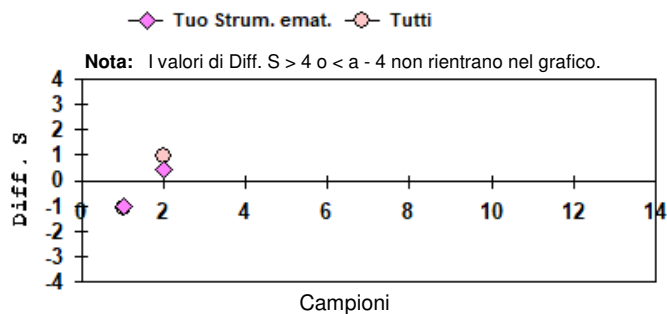 Tuo Strum. emat. Tutti
Nota: I valori di Diff. S > 4 o < a - 4 non rientrano nel grafico.
4
3
2
1
0
-1
-2
-3
-4
Diff. S
0 2 4 6 8 10 12 14
Campioni